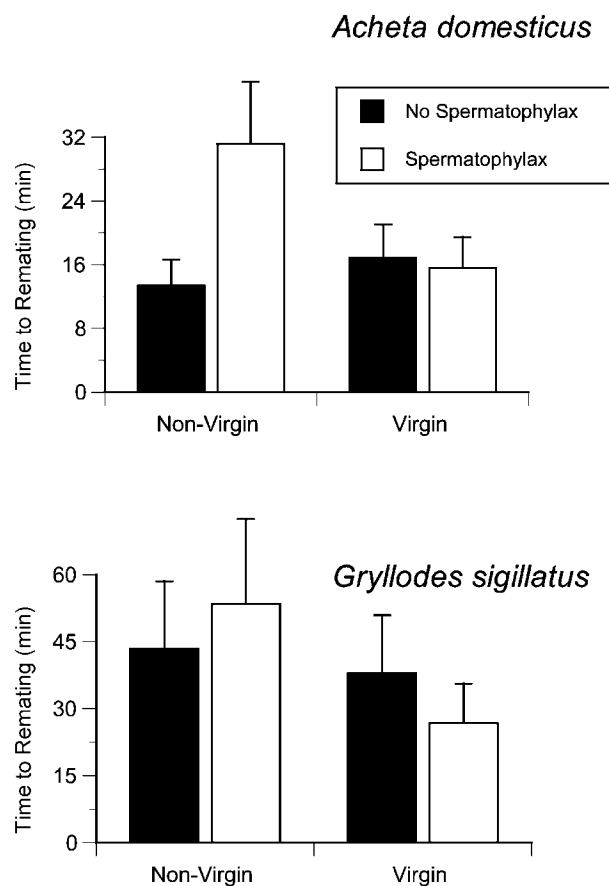 Acheta domesticus
No Spermatophylax
Spermatophylax
Time to Remating (min)
32
24
16
8
0
Non-Virgin Virgin
Gryllodes sigillatus
Time to Remating (min)
60
45
30
15
0
Non-Virgin Virgin